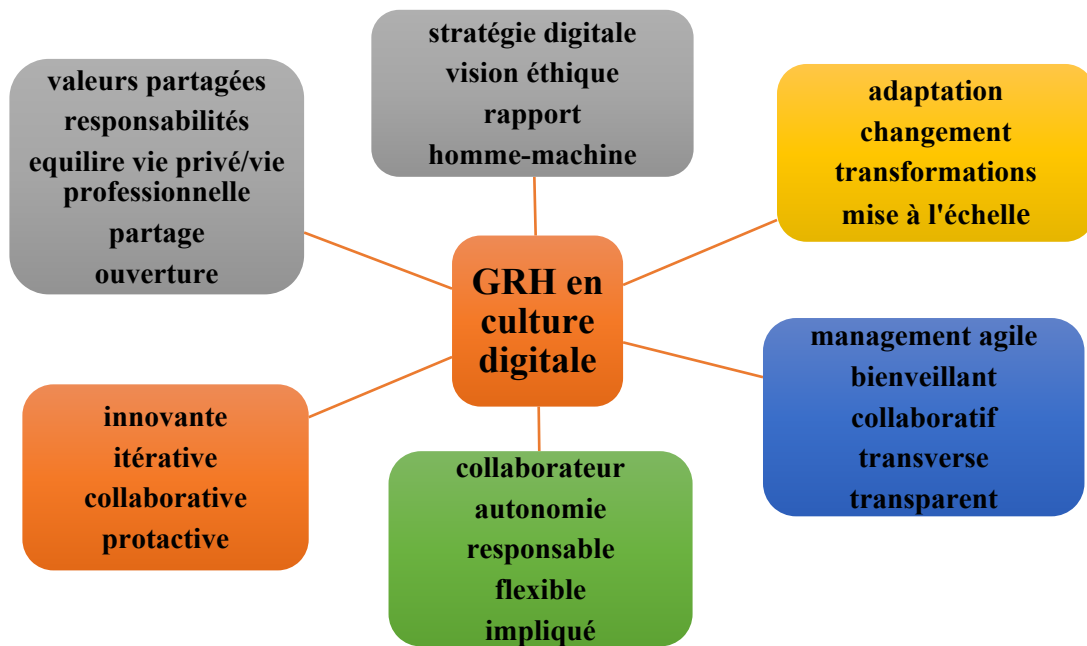 stratégie digitale
vision éthique
rapport
homme-machine
valeurs partagées
responsabilités
equilire vie privé/vie
professionnelle
partage
ouverture
adaptation
changement
transformations
mise à l'échelle
GRH en
culture
digitale
management agile
bienveillant
collaboratif
transverse
transparent
innovante
itérative
collaborative
protactive
collaborateur
autonomie
responsable
flexible
impliqué